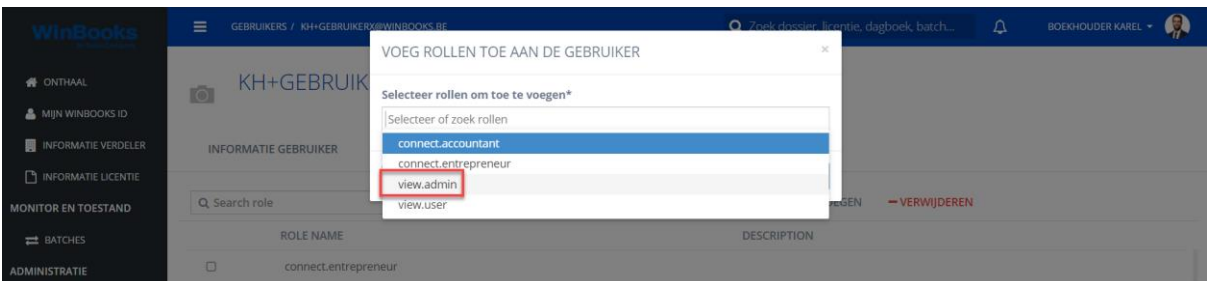 WinBooks
GEBRUIKERS / KH+GEBRUIKERX@WINBOOKS.BE
Zoek dossier, licentie, dagboek, batch...
BOEKHOUDER KAREL
VOEG ROLLEN TOE AAN DE GEBRUIKER
×
ONTHAAL
KH+GEBRUIK
Selecteer rollen om toe te voegen*
MIJN WINBOOKS ID
Selecteer of zoek rollen
INFORMATIE VERDELER
INFORMATIE GEBRUIKER
connect.accountant
connect.entrepreneur
INFORMATIE LICENTIE
view.admin
MONITOR EN TOESTAND
Search role
view.user
EGEN
VERWIJDEREN
BATCHES
ROLE NAME
DESCRIPTION
ADMINISTRATIE
connect.entrepreneur